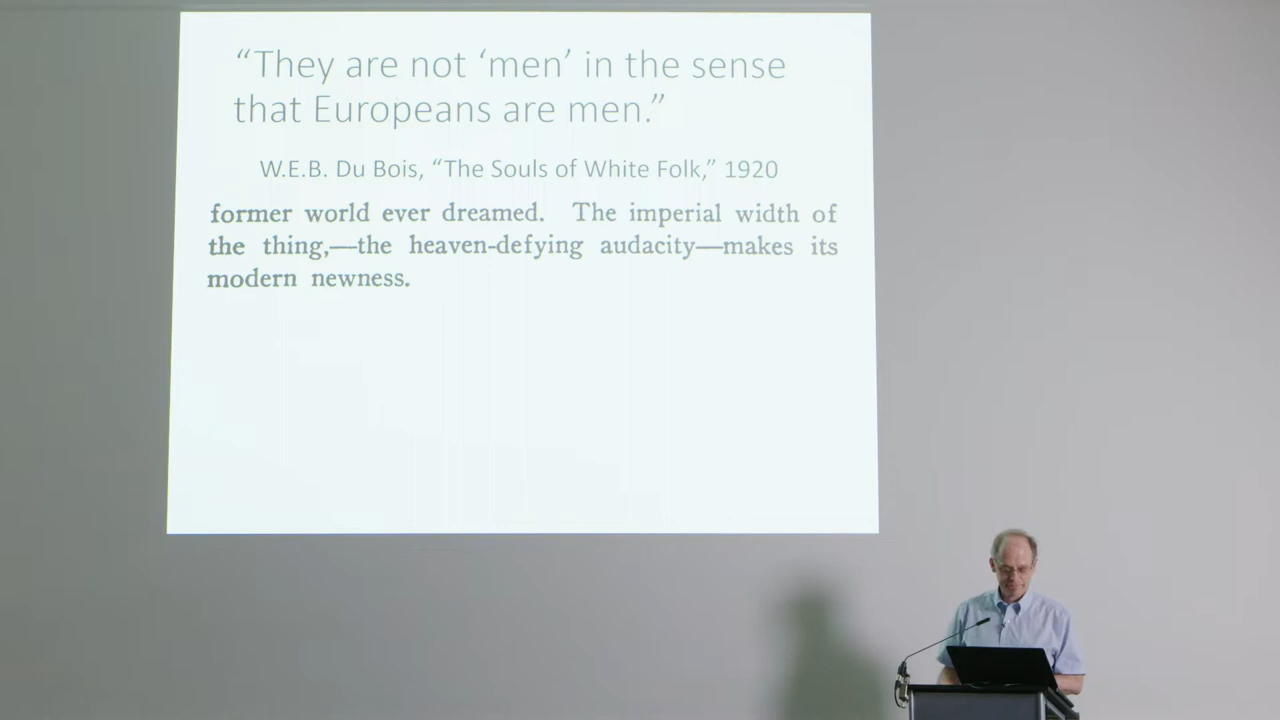 “They are not ‘men’ in the sense
that Europeans are men.”
W.E.B. Du Bois, “The Souls of White Folk,” 1920
former world ever dreamed. The imperial width of
the thing,—the heaven-defying audacity—makes its
modern newness.